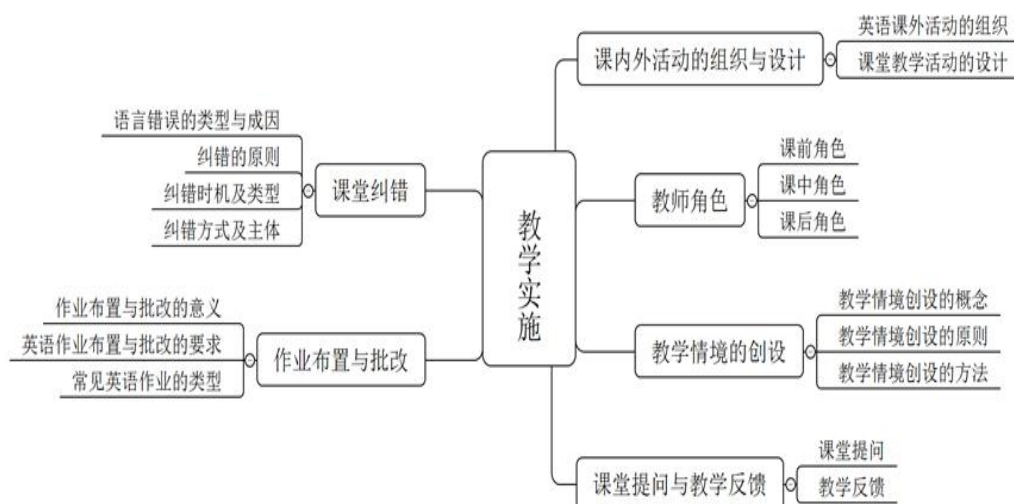 教学实施
课内外活动的组织与设计
英语课外活动的组织
课堂教学活动的设计
教师角色
课前角色
课中角色
课后角色
教学情境的创设
教学情境创设的概念
教学情境创设的原则
教学情境创设的方法
课堂提问与教学反馈
课堂提问
教学反馈
课堂纠错
语言错误的类型与成因
纠错的原则
纠错时机及类型
纠错方式及主体
作业布置与批改
作业布置与批改的意义
英语作业布置与批改的要求
常见英语作业的类型